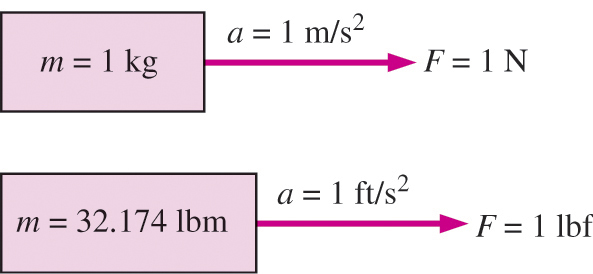 a = 1 m/s²
m = 1 kg
F = 1 N
a = 1 ft/s²
m = 32.174 lbm
F = 1 lbf